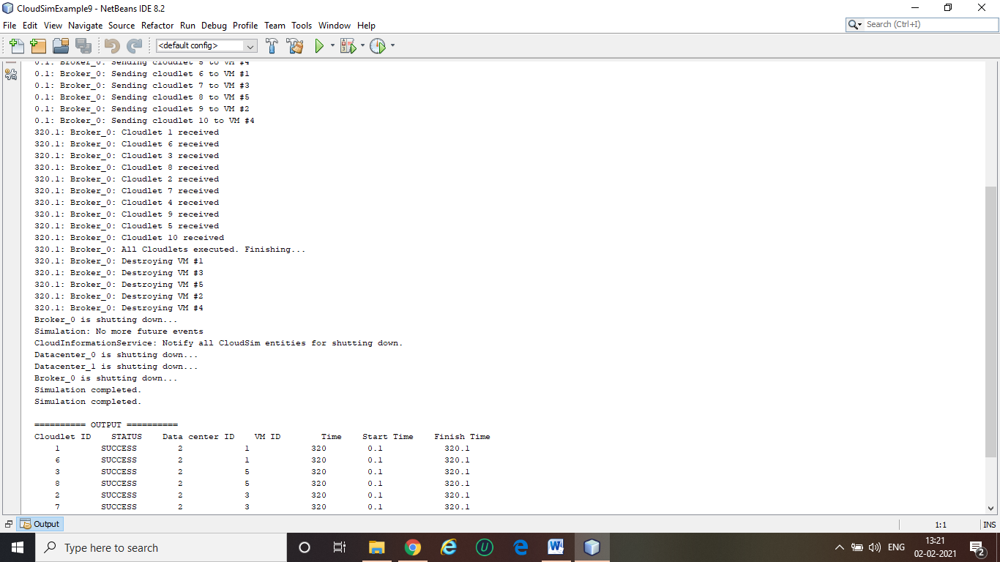 CloudSimExample9 - NetBeans IDE 8.2
File Edit View Navigate Source Refactor Run Debug Profile Team Tools Window Help
Search (Ctrl+I)
<default config>
0.1: Broker_0: Sending cloudlet 5 to VM #4
0.1: Broker_0: Sending cloudlet 6 to VM #1
0.1: Broker_0: Sending cloudlet 7 to VM #3
0.1: Broker_0: Sending cloudlet 8 to VM #5
0.1: Broker_0: Sending cloudlet 9 to VM #2
0.1: Broker_0: Sending cloudlet 10 to VM #4
320.1: Broker_0: Cloudlet 1 received
320.1: Broker_0: Cloudlet 6 received
320.1: Broker_0: Cloudlet 3 received
320.1: Broker_0: Cloudlet 8 received
320.1: Broker_0: Cloudlet 2 received
320.1: Broker_0: Cloudlet 7 received
320.1: Broker_0: Cloudlet 4 received
320.1: Broker_0: Cloudlet 9 received
320.1: Broker_0: Cloudlet 5 received
320.1: Broker_0: Cloudlet 10 received
320.1: Broker_0: All Cloudlets executed. Finishing...
320.1: Broker_0: Destroying VM #1
320.1: Broker_0: Destroying VM #3
320.1: Broker_0: Destroying VM #5
320.1: Broker_0: Destroying VM #2
320.1: Broker_0: Destroying VM #4
Broker_0 is shutting down...
Simulation: No more future events
CloudInformationService: Notify all CloudSim entities for shutting down.
Datacenter_0 is shutting down...
Datacenter_1 is shutting down...
Broker_0 is shutting down...
Simulation completed.
Simulation completed.
========== OUTPUT ==========
Cloudlet ID STATUS Data center ID VM ID Time Start Time Finish Time
1 SUCCESS 2 1 320 0.1 320.1
6 SUCCESS 2 1 320 0.1 320.1
3 SUCCESS 2 5 320 0.1 320.1
8 SUCCESS 2 5 320 0.1 320.1
2 SUCCESS 2 3 320 0.1 320.1
7 SUCCESS 2 3 320 0.1 320.1
Output
1:1 INS
Type here to search
ENG
13:21
02-02-2021
2